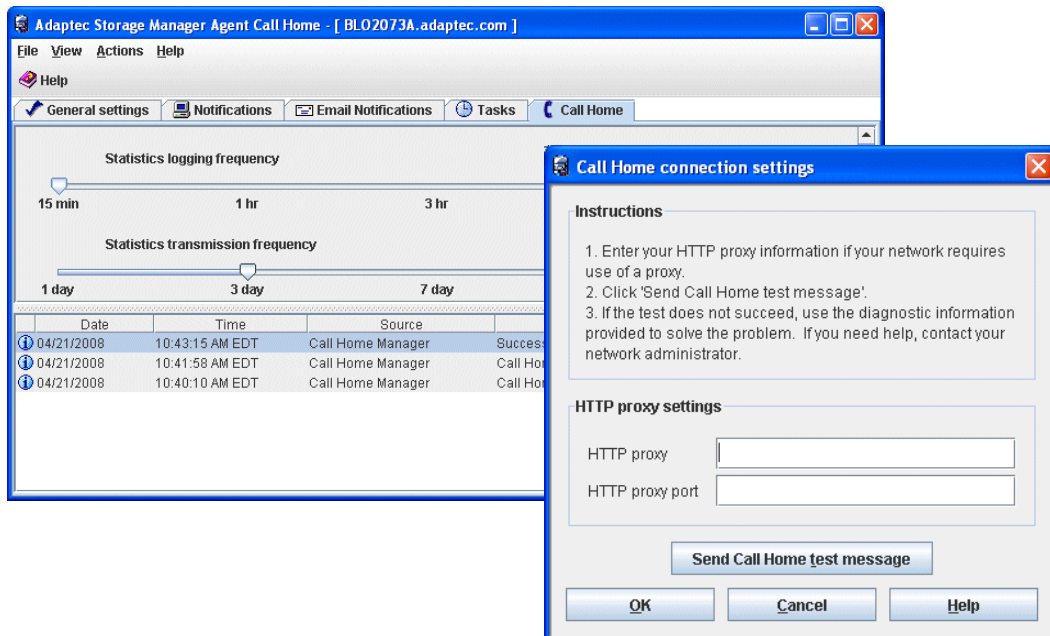 Adaptec Storage Manager Agent Call Home - [ BLO2073A.adaptec.com ]
File View Actions Help
Help
General settings Notifications Email Notifications Tasks Call Home
Statistics logging frequency
15 min 1 hr 3 hr
Statistics transmission frequency
1 day 3 day 7 day
Date Time Source
04/21/2008 10:43:15 AM EDT Call Home Manager
04/21/2008 10:41:58 AM EDT Call Home Manager
04/21/2008 10:40:10 AM EDT Call Home Manager
Call Home connection settings
Instructions
1. Enter your HTTP proxy information if your network requires
use of a proxy.
2. Click 'Send Call Home test message'.
3. If the test does not succeed, use the diagnostic information
provided to solve the problem. If you need help, contact your
network administrator.
HTTP proxy settings
HTTP proxy
HTTP proxy port
Send Call Home test message
OK Cancel Help